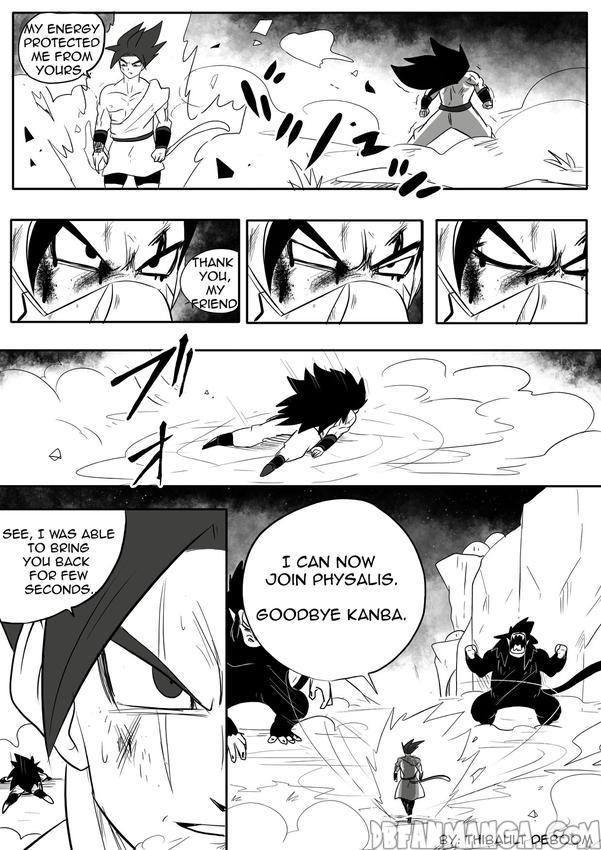 MY ENERGY
PROTECTED
ME FROM
YOURS.
THANK
YOU,
MY
FRIEND
SEE, I WAS ABLE
TO BRING
YOU BACK
FOR FEW
SECONDS.
I CAN NOW
JOIN PHYSALIS.
GOODBYE KANBA.
DBFANMANGA.COM
BY: THIBAULT DEBOOM